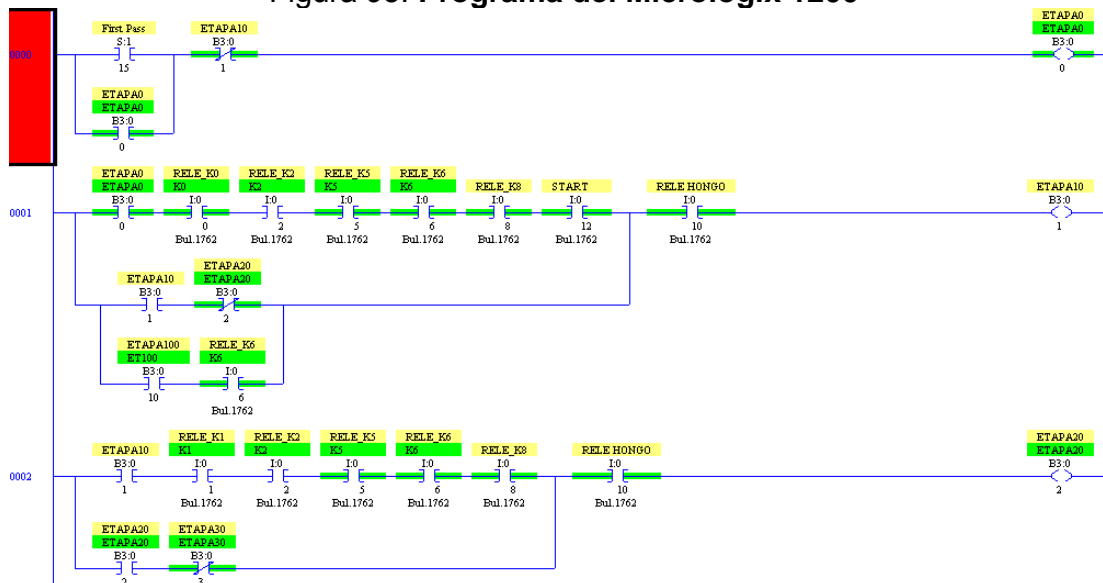 Figura Programa del Micrologix 1200
First Pass ETAPA10 ETAPA0
ETAPA0
S:1 B3:0 B3:0
0000
15 1 0
ETAPA0
ETAPA0
B3:0
0
ETAPA0 RELE_K0 RELE_K2 RELE_K5 RELE_K6
ETAPA0 K0 K2 K5 K6 RELE_K8 START RELE HONGO ETAPA10
B3:0 I:0 I:0 I:0 I:0 I:0 I:0 I:0 B3:0
0001
0 0 2 5 6 8 12 10 1
Bul.1762 Bul.1762 Bul.1762 Bul.1762 Bul.1762 Bul.1762 Bul.1762
ETAPA20
ETAPA10 ETAPA20
B3:0 B3:0
1 2
ETAPA100 RELE_K6
ET100 K6
B3:0 I:0
10 6
Bul.1762
RELE_K1 RELE_K2 RELE_K5 RELE_K6 ETAPA20
ETAPA10 K1 K2 K5 K6 RELE_K8 RELE HONGO ETAPA20
B3:0 I:0 I:0 I:0 I:0 I:0 I:0 B3:0
0002
1 1 2 5 6 8 10 2
Bul.1762 Bul.1762 Bul.1762 Bul.1762 Bul.1762 Bul.1762
ETAPA20 ETAPA30
ETAPA20 ETAPA30
B3:0 B3:0
2 3